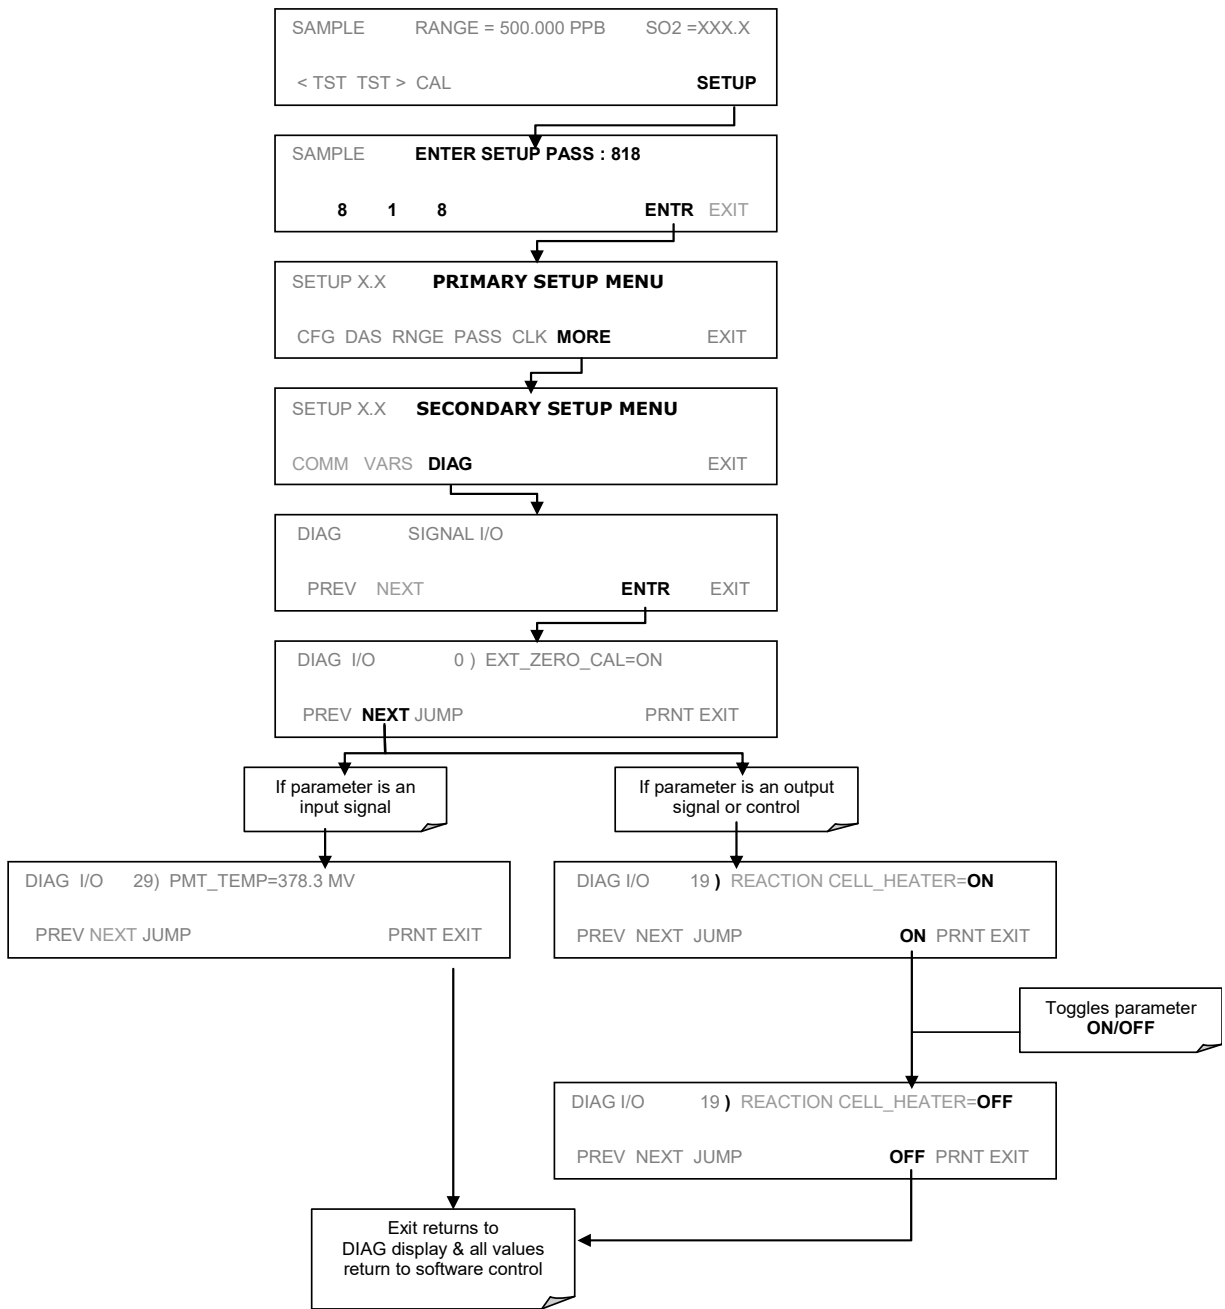 SAMPLE RANGE = 500.000 PPB SO2 =XXX.X
< TST TST > CAL SETUP
SAMPLE ENTER SETUP PASS : 818
8 1 8 ENTR EXIT
SETUP X.X PRIMARY SETUP MENU
CFG DAS RNGE PASS CLK MORE EXIT
SETUP X.X SECONDARY SETUP MENU
COMM VARS DIAG EXIT
DIAG SIGNAL I/O
PREV NEXT ENTR EXIT
DIAG I/O 0 ) EXT_ZERO_CAL=ON
PREV NEXT JUMP PRNT EXIT
If parameter is an
input signal
If parameter is an output
signal or control
DIAG I/O 29) PMT_TEMP=378.3 MV
PREV NEXT JUMP PRNT EXIT
DIAG I/O 19 ) REACTION CELL_HEATER=ON
PREV NEXT JUMP ON PRNT EXIT
Toggles parameter
ON/OFF
DIAG I/O 19 ) REACTION CELL_HEATER=OFF
PREV NEXT JUMP OFF PRNT EXIT
Exit returns to
DIAG display & all values
return to software control